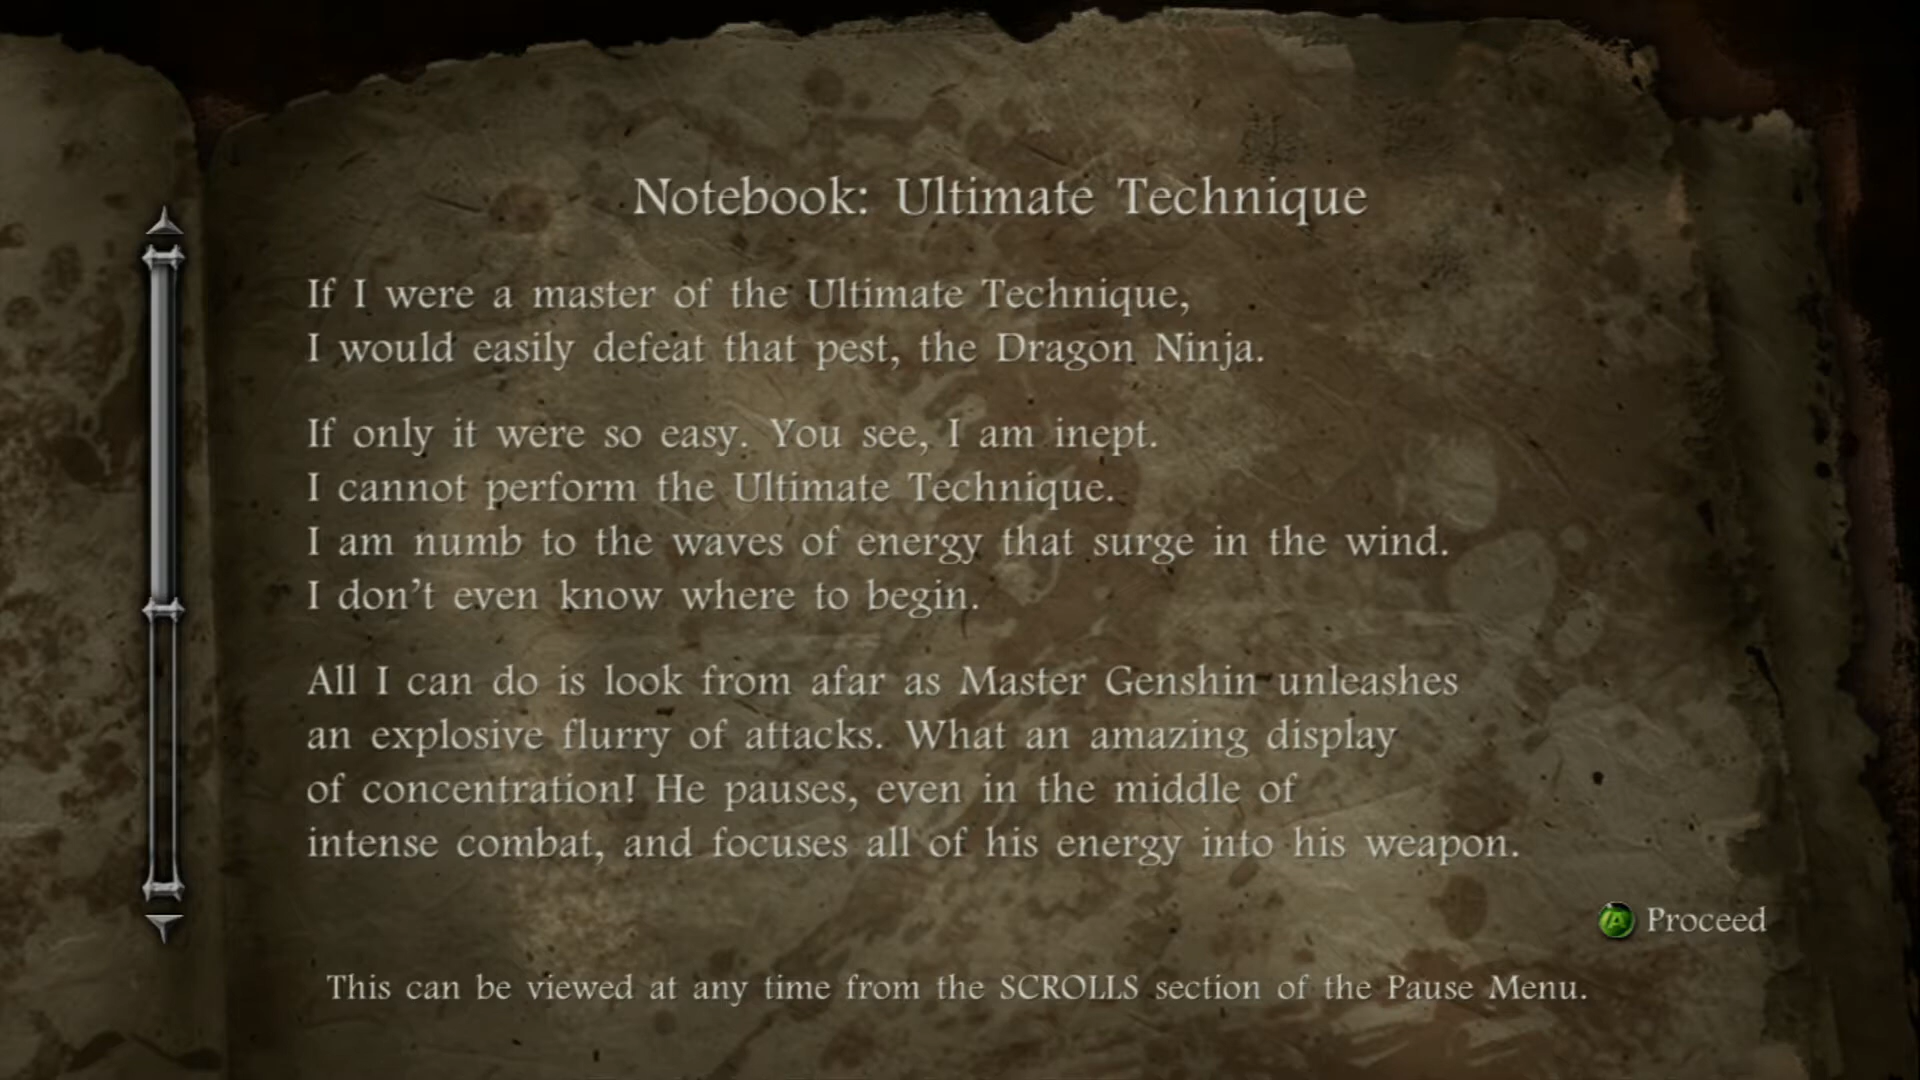 Notebook: Ultimate Technique
If I were a master of the Ultimate Technique,
I would easily defeat that pest, the Dragon Ninja.
If only it were so easy. You see, I am inept.
I cannot perform the Ultimate Technique.
I am numb to the waves of energy that surge in the wind.
I don't even know where to begin.
All I can do is look from afar as Master Genshin unleashes
an explosive flurry of attacks. What an amazing display
of concentration! He pauses, even in the middle of
intense combat, and focuses all of his energy into his weapon.
A Proceed
This can be viewed at any time from the SCROLLS section of the Pause Menu.